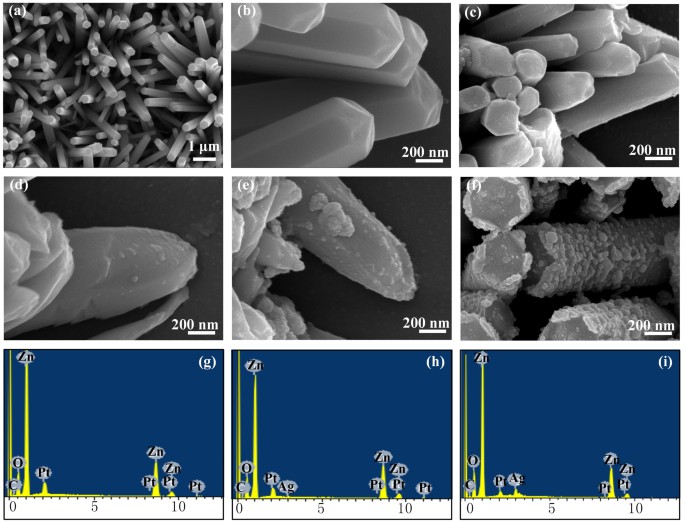 (a)
1 μm
(b)
200 nm
(c)
200 nm
(d)
200 nm
(e)
200 nm
(f)
200 nm
(g)
Zn
O
C
Pt
Zn
Pt
Zn
Pt
Pt
0 5 10
(h)
Zn
O
C
Pt
Ag
Zn
Pt
Zn
Pt
Pt
0 5 10
(i)
Zn
O
C
Pt
Ag
Zn
Pt
Zn
Pt
0 5 10